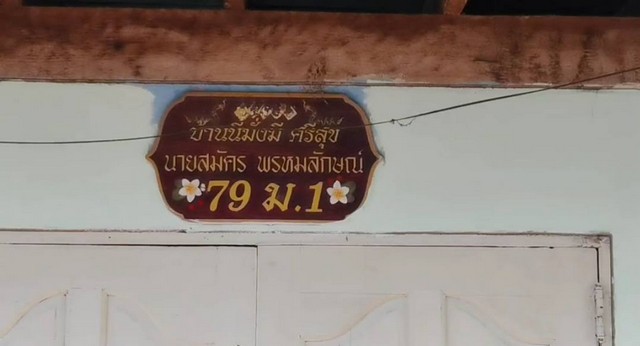 บ้านนี้มั่งมี ศรีสุข
นายสมัคร พรหมลักษณ์
79 ม.1